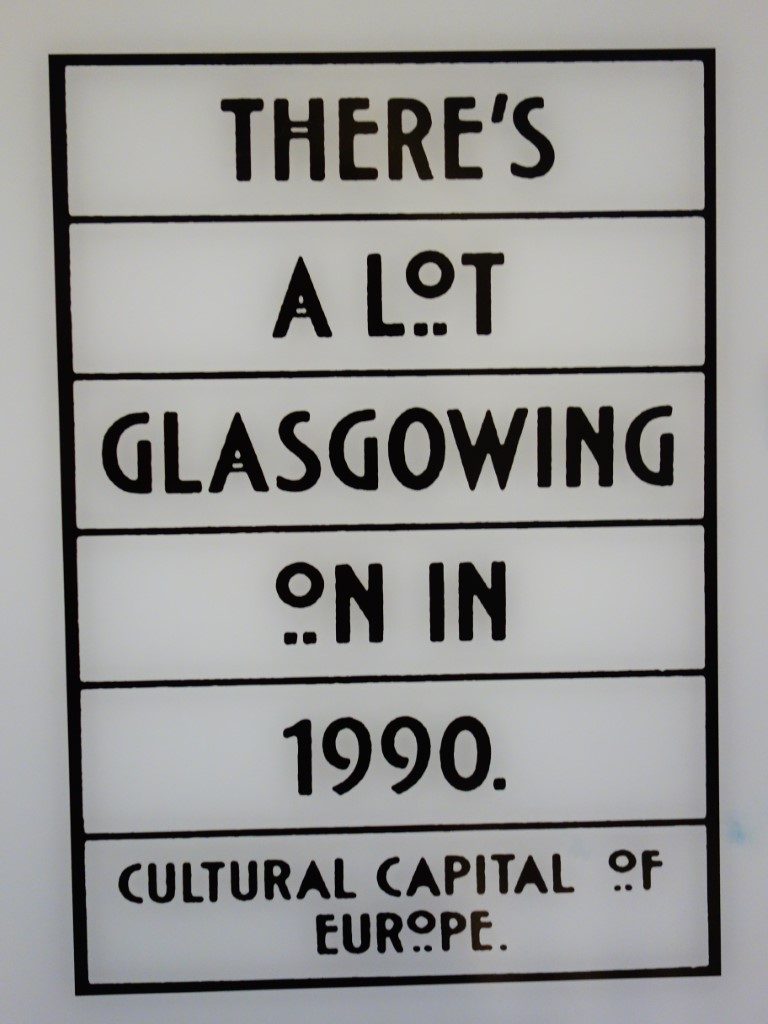 THERE'S
A LOT
GLASGOWING
ON IN
1990.
CULTURAL CAPITAL OF
EUROPE.